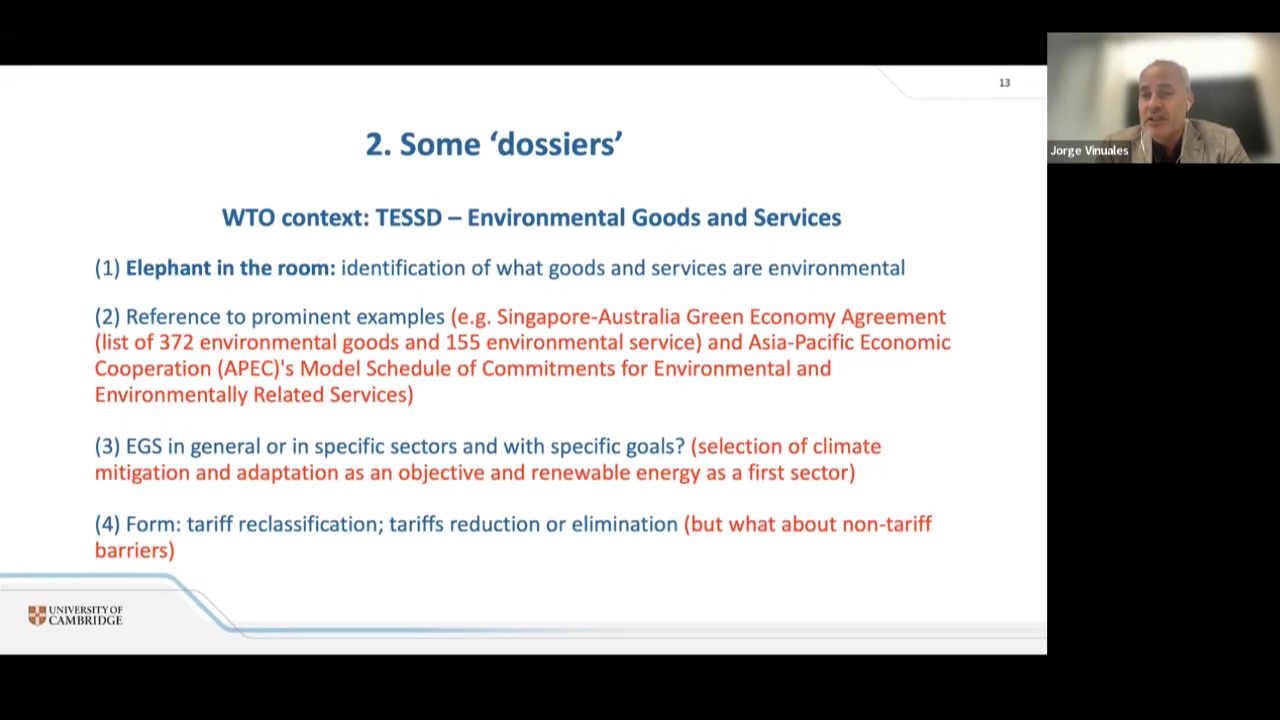 13
2. Some ‘dossiers’
WTO context: TESSD – Environmental Goods and Services
(1) Elephant in the room: identification of what goods and services are environmental
(2) Reference to prominent examples (e.g. Singapore-Australia Green Economy Agreement
(list of 372 environmental goods and 155 environmental service) and Asia-Pacific Economic
Cooperation (APEC)'s Model Schedule of Commitments for Environmental and
Environmentally Related Services)
(3) EGS in general or in specific sectors and with specific goals? (selection of climate
mitigation and adaptation as an objective and renewable energy as a first sector)
(4) Form: tariff reclassification; tariffs reduction or elimination (but what about non-tariff
barriers)
UNIVERSITY OF
CAMBRIDGE
Jorge Vinuales